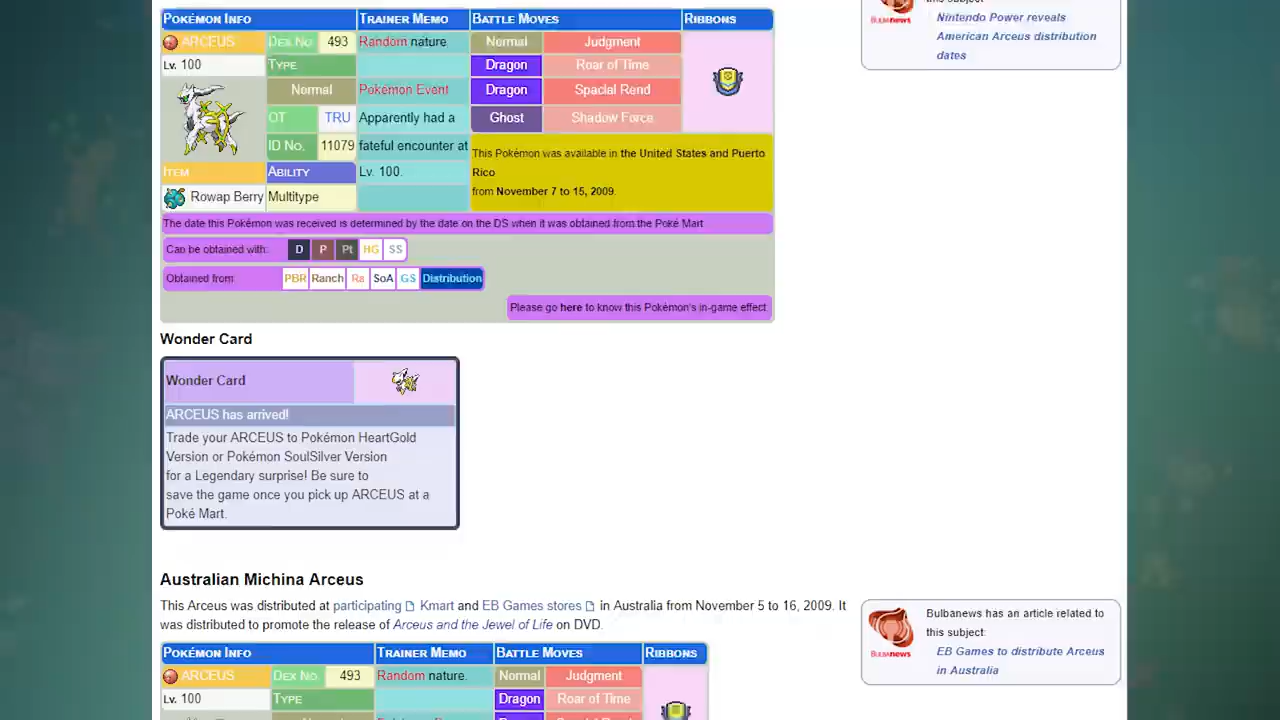 this subject:
Nintendo Power reveals
American Arceus distribution
dates
BULBAnews
POKÉMON INFO TRAINER MEMO BATTLE MOVES RIBBONS
ARCEUS DEX NO. 493 Random nature. Normal Judgment
Lv. 100 TYPE Dragon Roar of Time
Normal Pokémon Event Dragon Spacial Rend
OT TRU Apparently had a Ghost Shadow Force
ID No. 11079 fateful encounter at
ITEM ABILITY Lv. 100.
Rowap Berry Multitype
This Pokémon was available in the United States and Puerto
Rico
from November 7 to 15, 2009.
The date this Pokémon was received is determined by the date on the DS when it was obtained from the Poké Mart
Can be obtained with: D P Pt HG SS
Obtained from: PBR Ranch Ra SoA GS Distribution
Please go here to know this Pokémon's in-game effect.
Wonder Card
Wonder Card
ARCEUS has arrived!
Trade your ARCEUS to Pokémon HeartGold
Version or Pokémon SoulSilver Version
for a Legendary surprise! Be sure to
save the game once you pick up ARCEUS at a
Poké Mart.
Australian Michina Arceus
This Arceus was distributed at participating Kmart and EB Games stores in Australia from November 5 to 16, 2009. It
was distributed to promote the release of Arceus and the Jewel of Life on DVD.
Bulbanews has an article related to
this subject:
EB Games to distribute Arceus
in Australia
BULBAnews
POKÉMON INFO TRAINER MEMO BATTLE MOVES RIBBONS
ARCEUS DEX NO. 493 Random nature. Normal Judgment
Lv. 100 TYPE Dragon Roar of Time